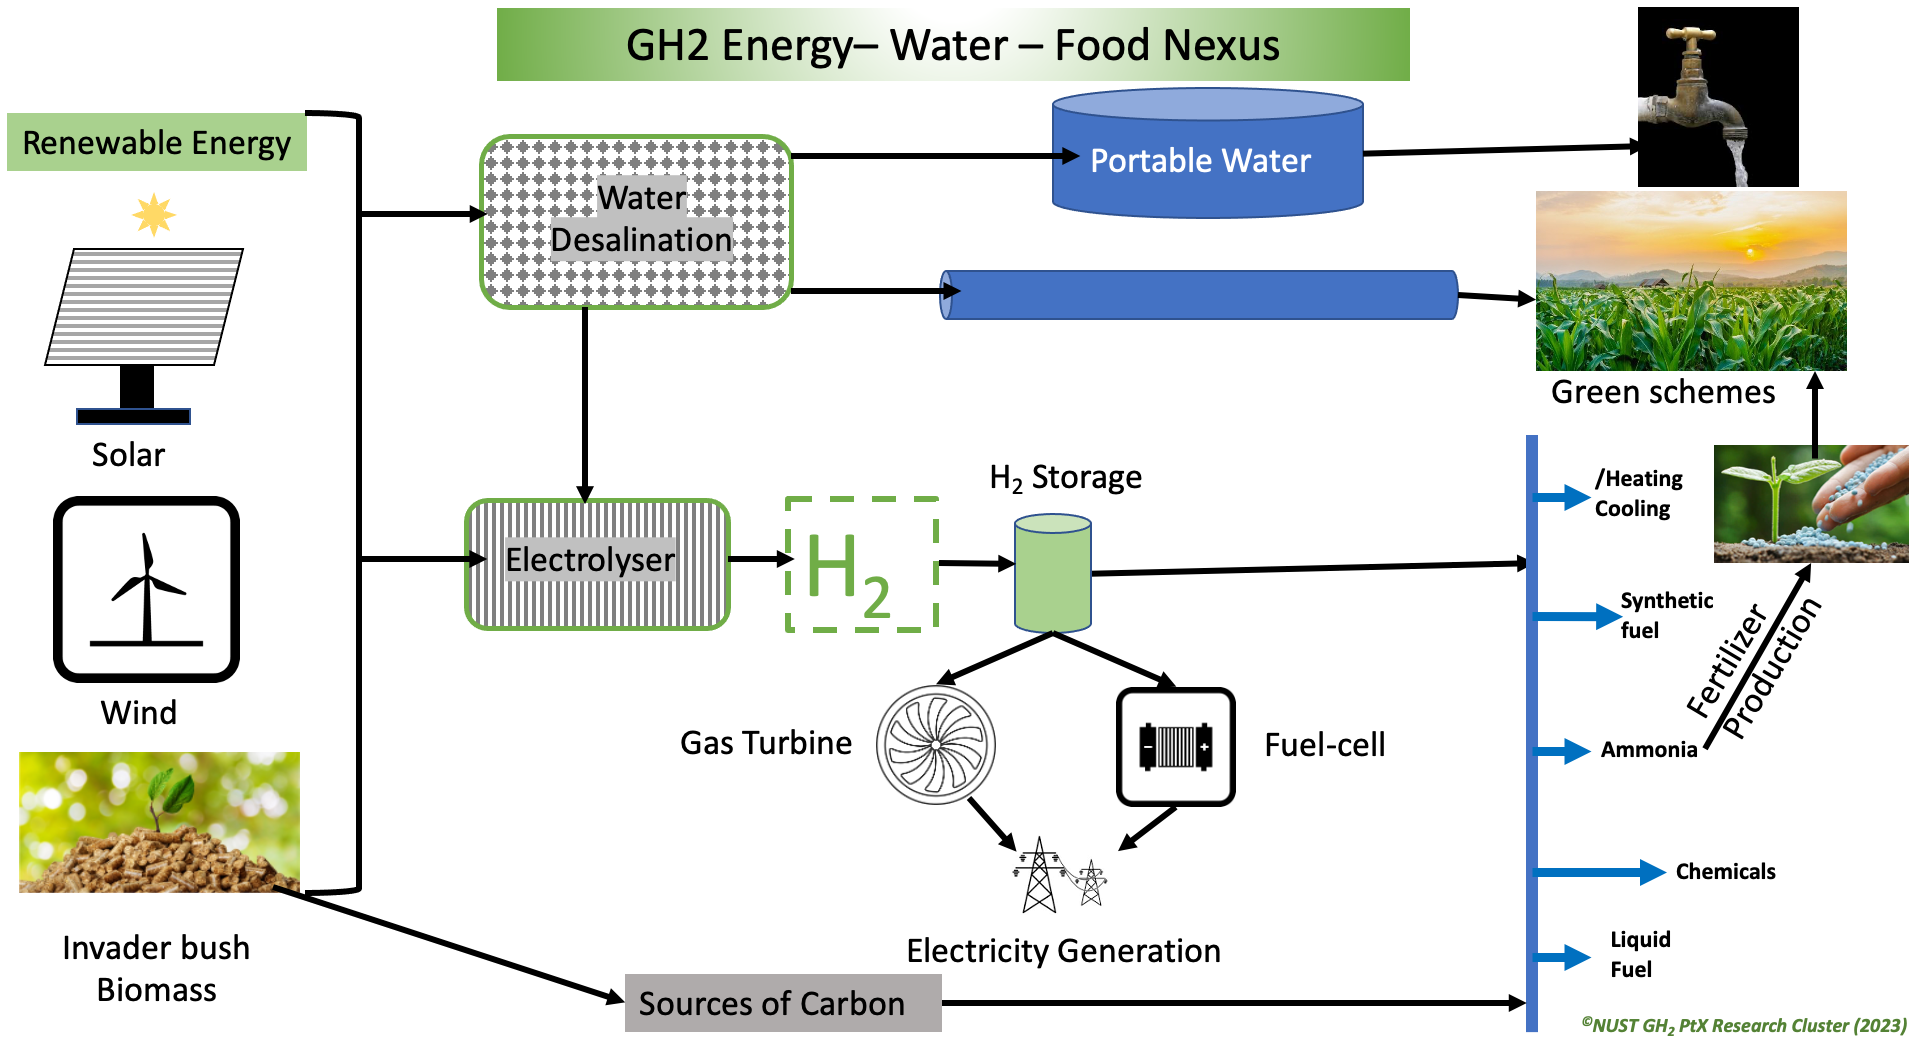 GH2 Energy– Water – Food Nexus
Renewable Energy
Solar
Wind
Invader bush
Biomass
Water
Desalination
Portable Water
Electrolyser
H2
H2 Storage
Gas Turbine
Fuel-cell
Electricity Generation
Sources of Carbon
Green schemes
/Heating
Cooling
Synthetic
fuel
Fertilizer
Production
Ammonia
Chemicals
Liquid
Fuel
©NUST GH2 PtX Research Cluster (2023)